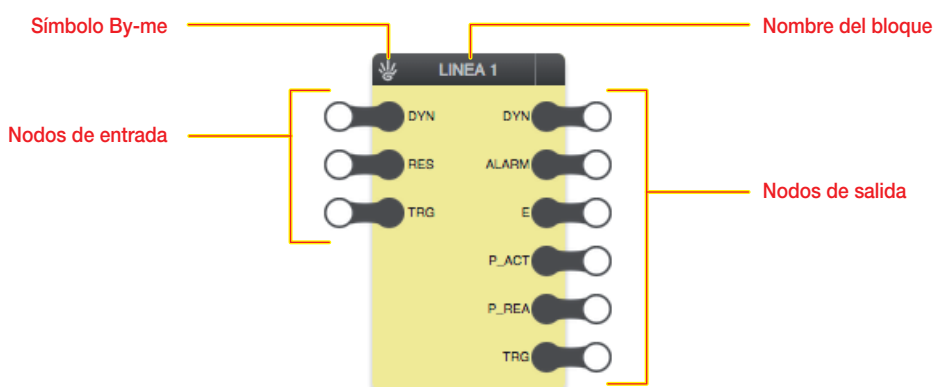 Símbolo By-me
Nombre del bloque
LINEA 1
Nodos de entrada
DYN
RES
TRG
DYN
ALARM
E
P_ACT
P_REA
TRG
Nodos de salida